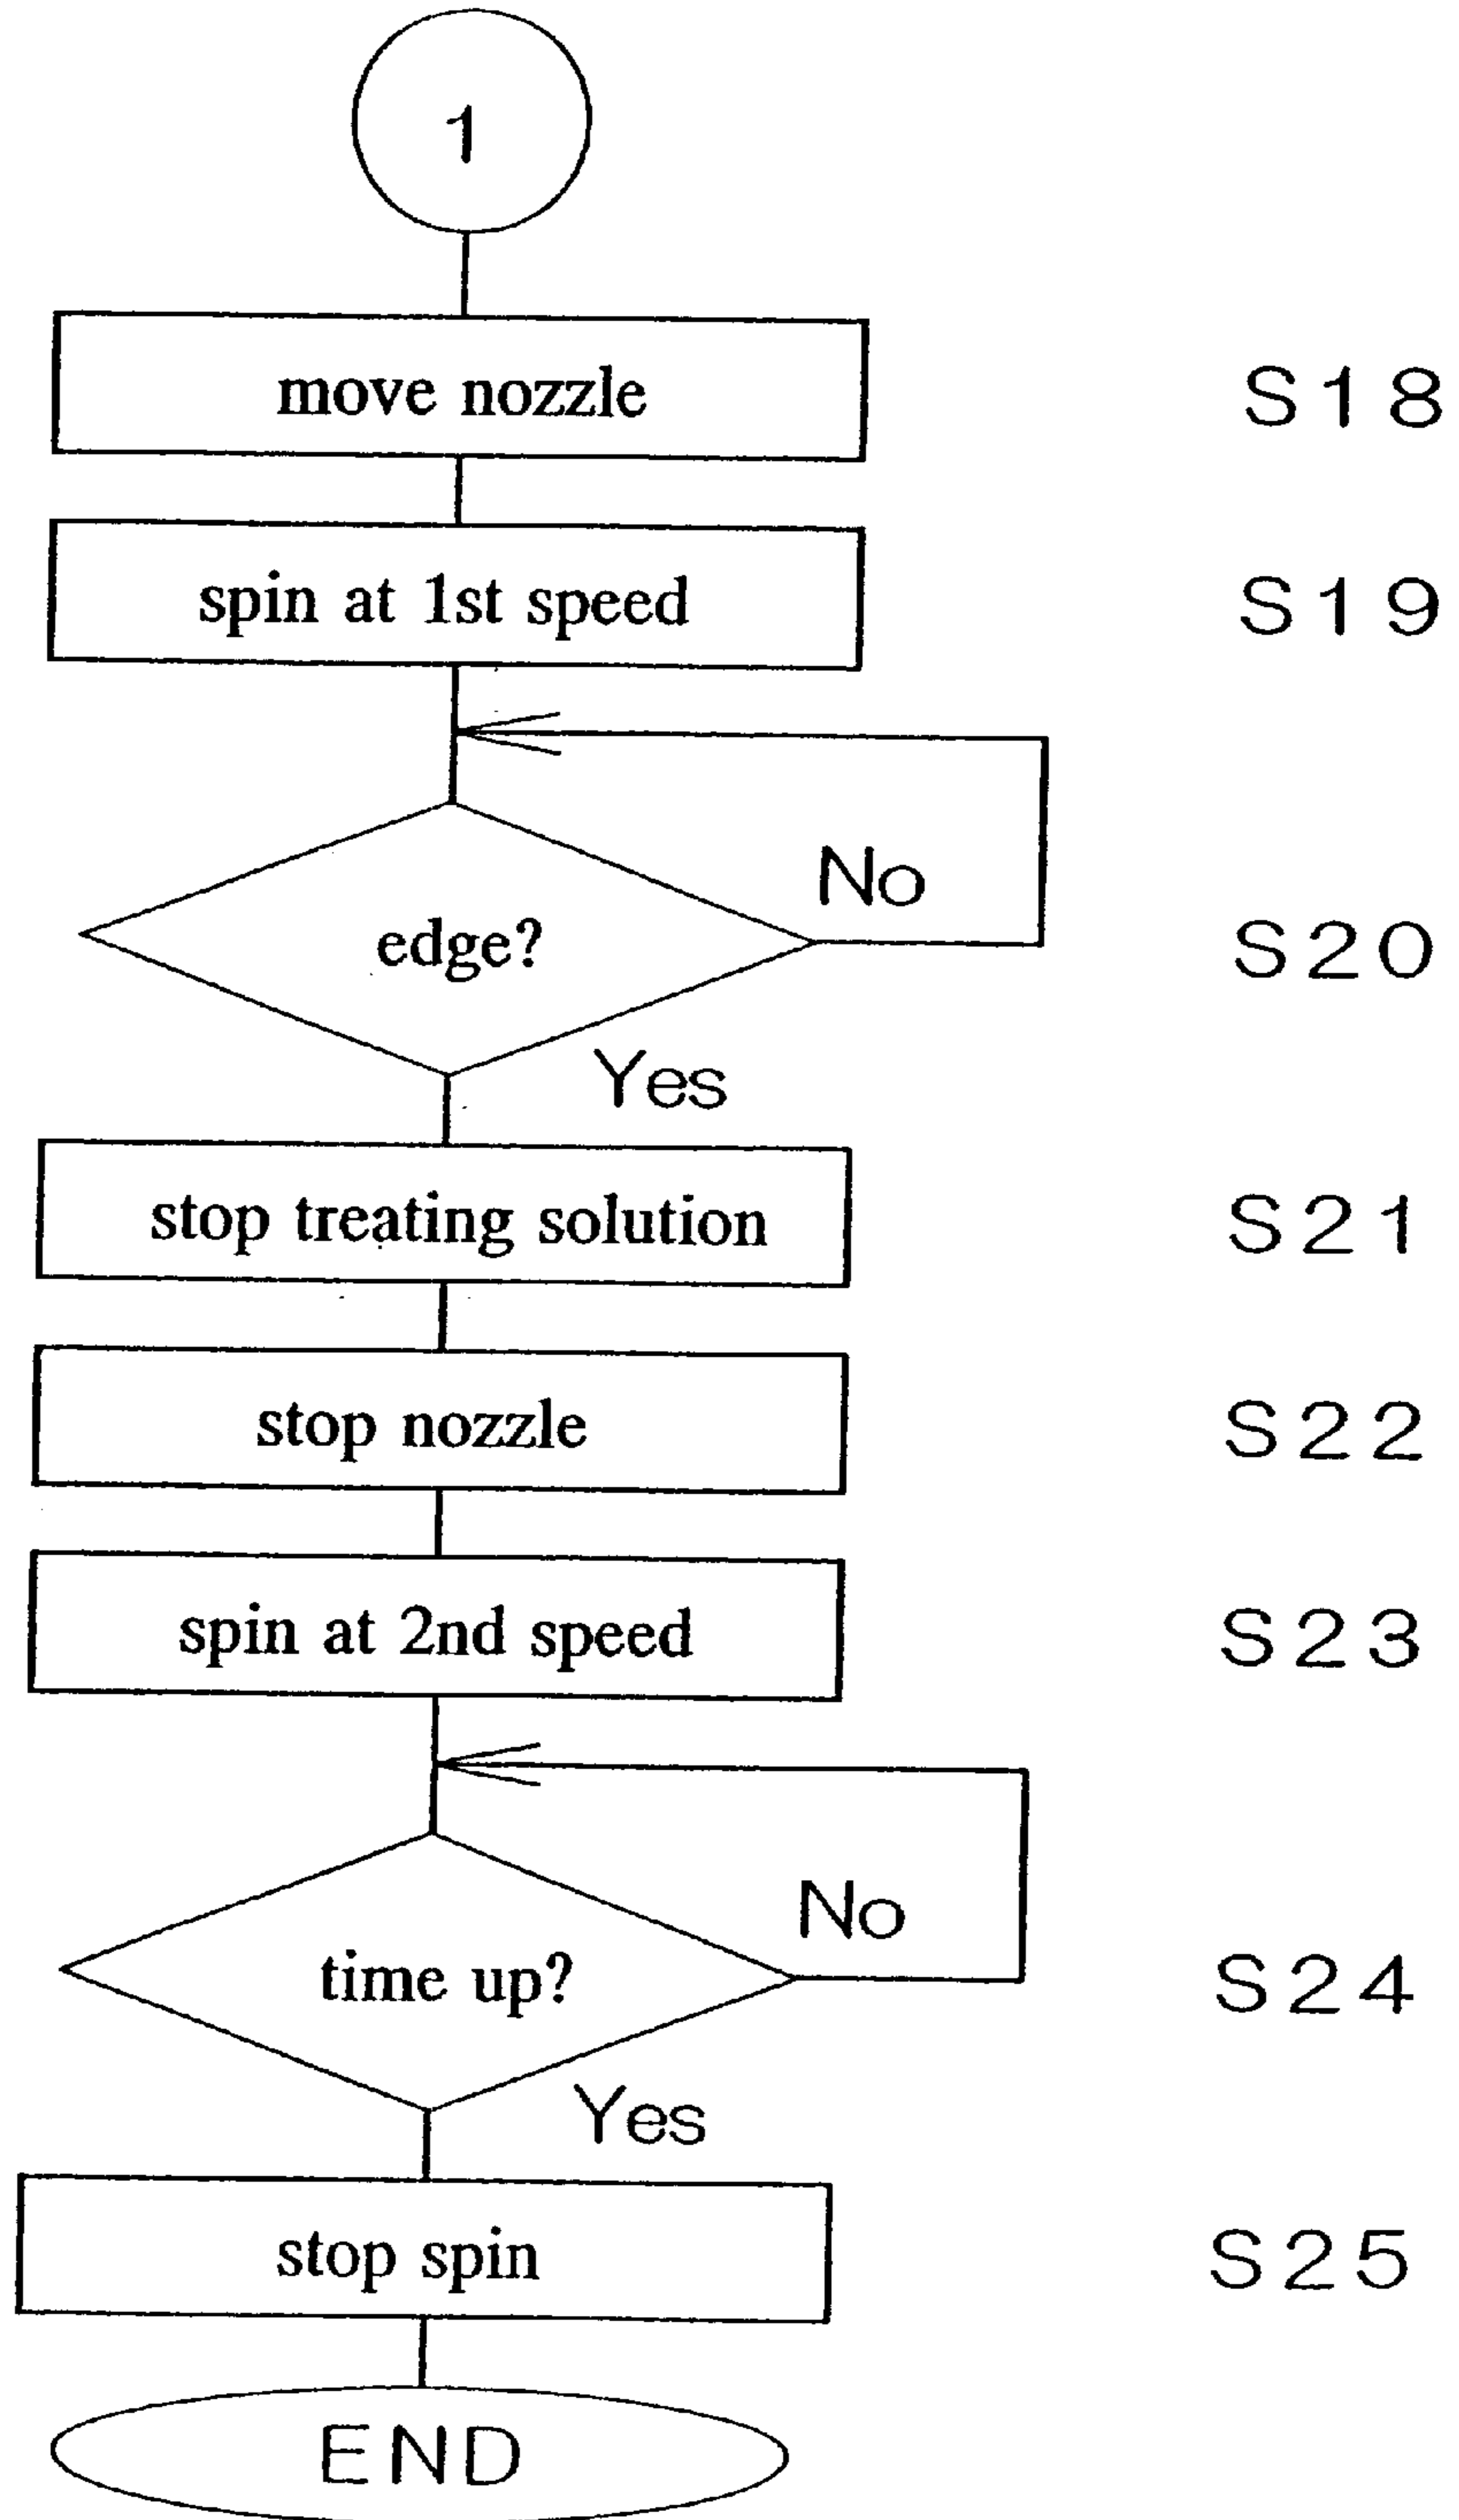 1
move nozzle S18
spin at 1st speed S19
No
edge? S20
Yes
stop treating solution S21
stop nozzle S22
spin at 2nd speed S23
No
time up? S24
Yes
stop spin S25
END